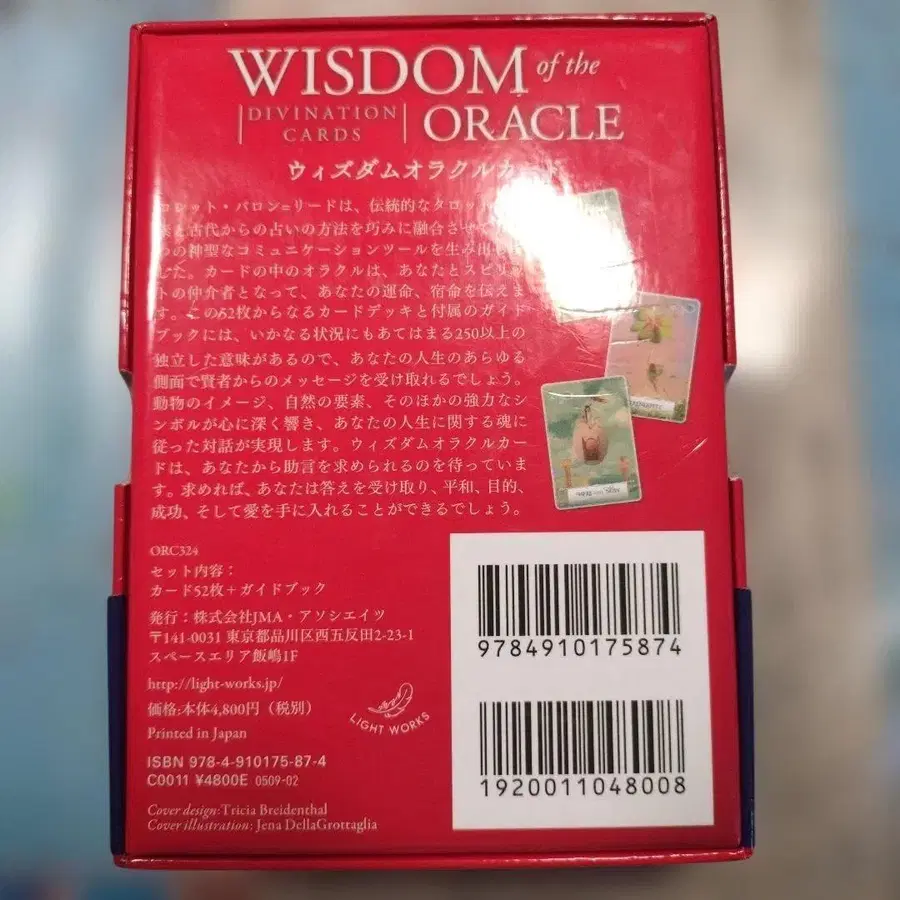 WISDOM of the
DIVINATION
CARDS
ORACLE
ウィズダムオラクルカード
コレット・バロン=リードは、伝統的なタロット
と古代からの占いの方法を巧みに融合させて
の神聖なコミュニケーションツールを生み出し
した。カードの中のオラクルは、あなたとスピリッ
トの仲介者となって、あなたの運命、宿命を伝えま
す。この52枚からなるカードデッキと付属のガイド
ブックには、いかなる状況にもあてはまる250以上の
独立した意味があるので、あなたの人生のあらゆる
側面で賢者からのメッセージを受け取れるでしょう。
動物のイメージ、自然の要素、そのほかの強力なシ
ンボルが心に深く響き、あなたの人生に関する魂に
従った対話が実現します。ウィズダムオラクルカー
ドは、あなたから助言を求められるのを待っていま
す。求めれば、あなたは答えを受け取り、平和、目的、
成功、そして愛を手に入れることができるでしょう。
ORC324
セット内容：
カード52枚＋ガイドブック
発行：株式会社JMA・アソシエイツ
〒141-0031 東京都品川区西五反田2-23-1
スペースエリア飯嶋1F
http://light-works.jp/
価格:本体4,800円（税別）
Printed in Japan
LIGHT WORKS
ISBN 978-4-910175-87-4
C0011 ¥4800E 0509-02
Cover design:Tricia Breidenthal
Cover illustration: Jena DellaGrottaglia
9784910175874
1920011048008